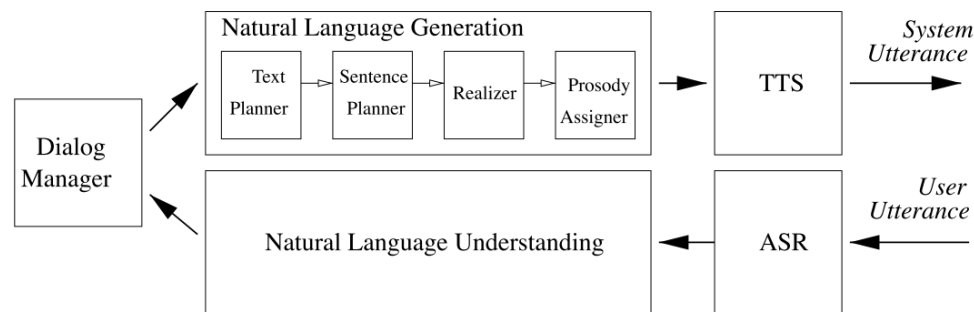 Natural Language Generation
System
Utterance
Text
Planner
Sentence
Planner
Realizer
Prosody
Assigner
TTS
Dialog
Manager
User
Utterance
Natural Language Understanding
ASR